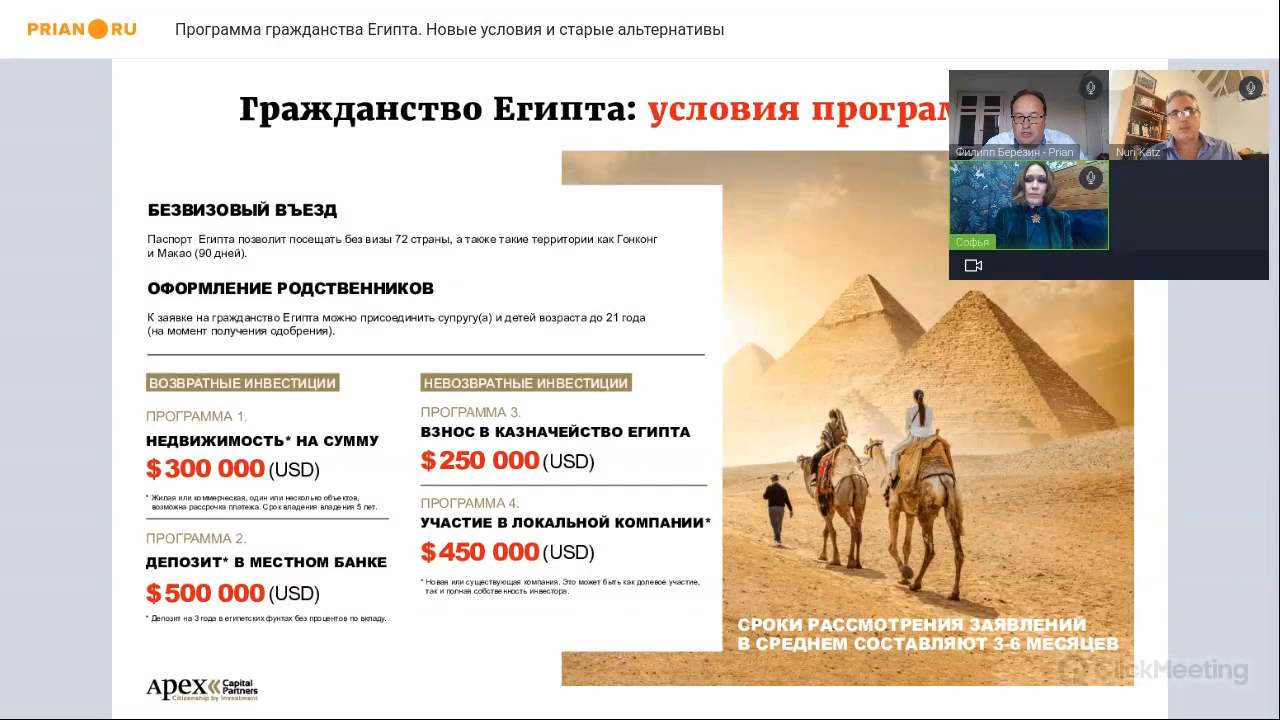 PRIAN RU
Программа гражданства Египта. Новые условия и старые альтернативы
Гражданство Египта: условия програм
Филипп Березин - Prian
Nuri Katz
Софья
БЕЗВИЗОВЫЙ ВЪЕЗД
Паспорт Египта позволит посещать без визы 72 страны, а также такие территории как Гонконг
и Макао (90 дней).
ОФОРМЛЕНИЕ РОДСТВЕННИКОВ
К заявке на гражданство Египта можно присоединить супругу(а) и детей возраста до 21 года
(на момент получения одобрения).
ВОЗВРАТНЫЕ ИНВЕСТИЦИИ
ПРОГРАММА 1.
НЕДВИЖИМОСТЬ* НА СУММУ
$ 300 000 (USD)
* Жилая или коммерческая, один или несколько объектов,
возможна рассрочка платежа. Срок владения владения 5 лет.
ПРОГРАММА 2.
ДЕПОЗИТ* В МЕСТНОМ БАНКЕ
$ 500 000 (USD)
* Депозит на 3 года в египетских фунтах без процентов по вкладу.
НЕВОЗВРАТНЫЕ ИНВЕСТИЦИИ
ПРОГРАММА 3.
ВЗНОС В КАЗНАЧЕЙСТВО ЕГИПТА
$ 250 000 (USD)
ПРОГРАММА 4.
УЧАСТИЕ В ЛОКАЛЬНОЙ КОМПАНИИ*
$ 450 000 (USD)
* Новая или существующая компания. Это может быть как долевое участие,
так и полная собственность инвестора.
СРОКИ РАССМОТРЕНИЯ ЗАЯВЛЕНИЙ
В СРЕДНЕМ СОСТАВЛЯЮТ 3-6 МЕСЯЦЕВ
ClickMeeting
Apex Capital
Partners
Citizenship by Investment